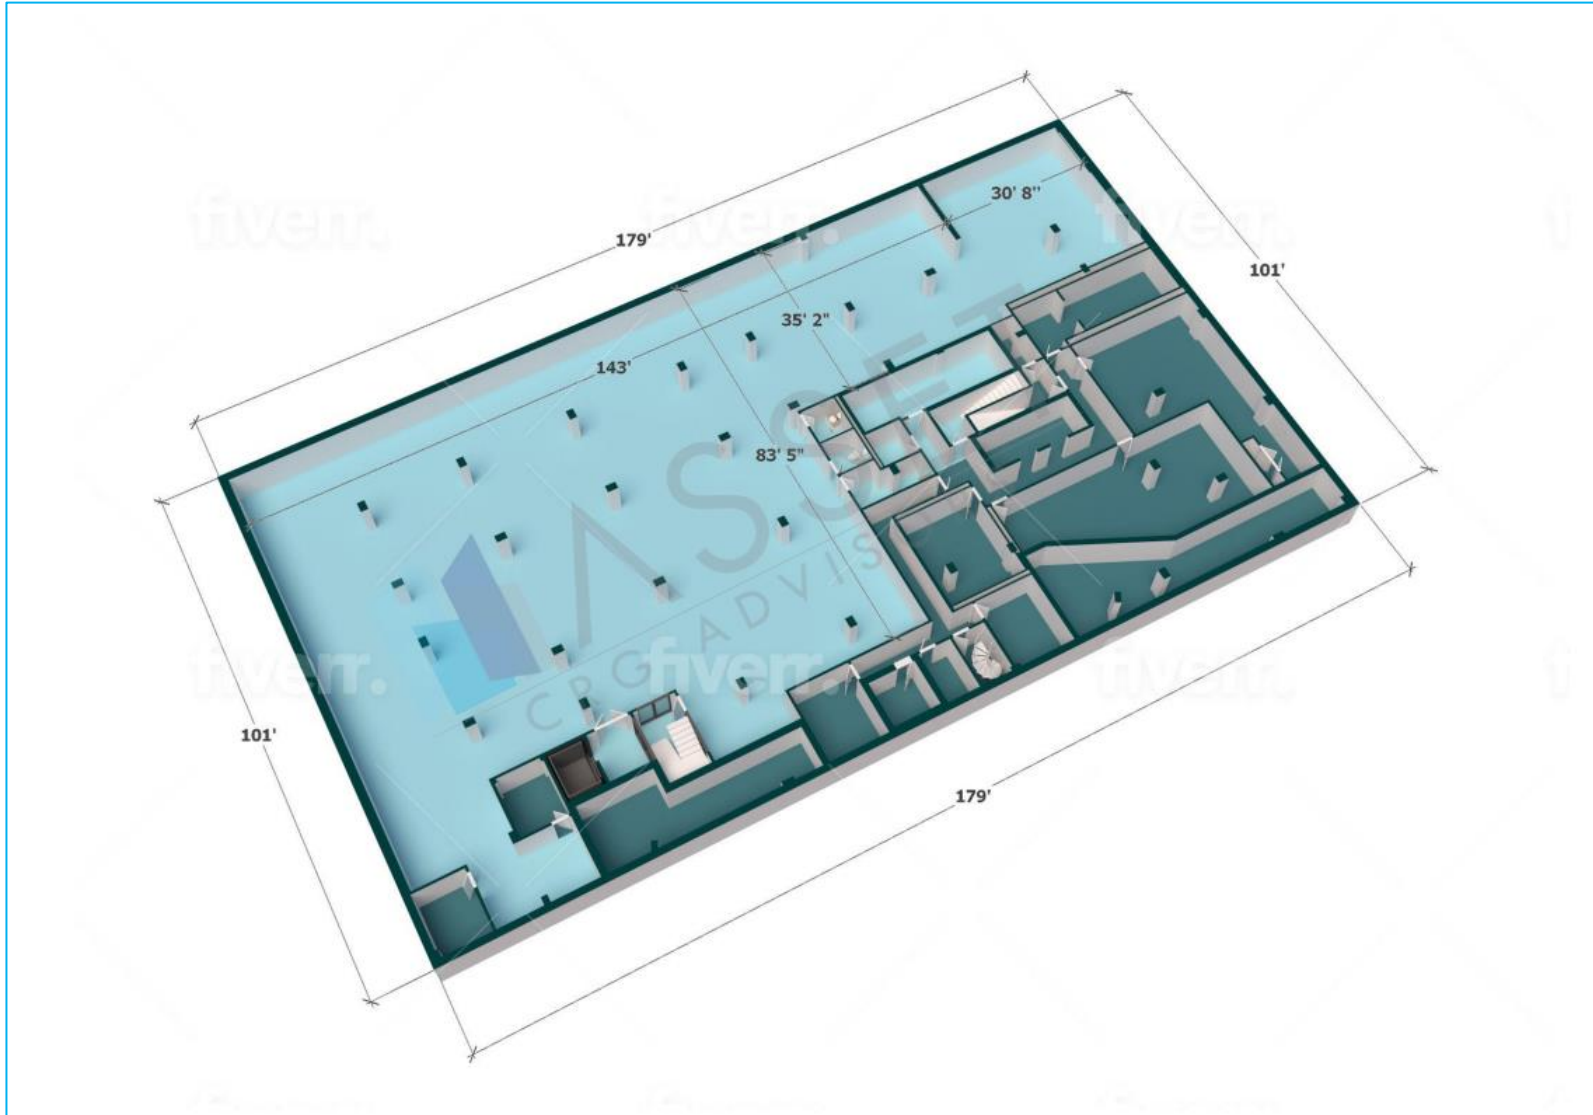 fiverr.
fiverr.
fiverr.
30' 8''
179'
101'
35' 2"
143'
83' 5"
ASSET
CRG ADVIS
fiverr.
fiverr.
fiverr.
101'
179'